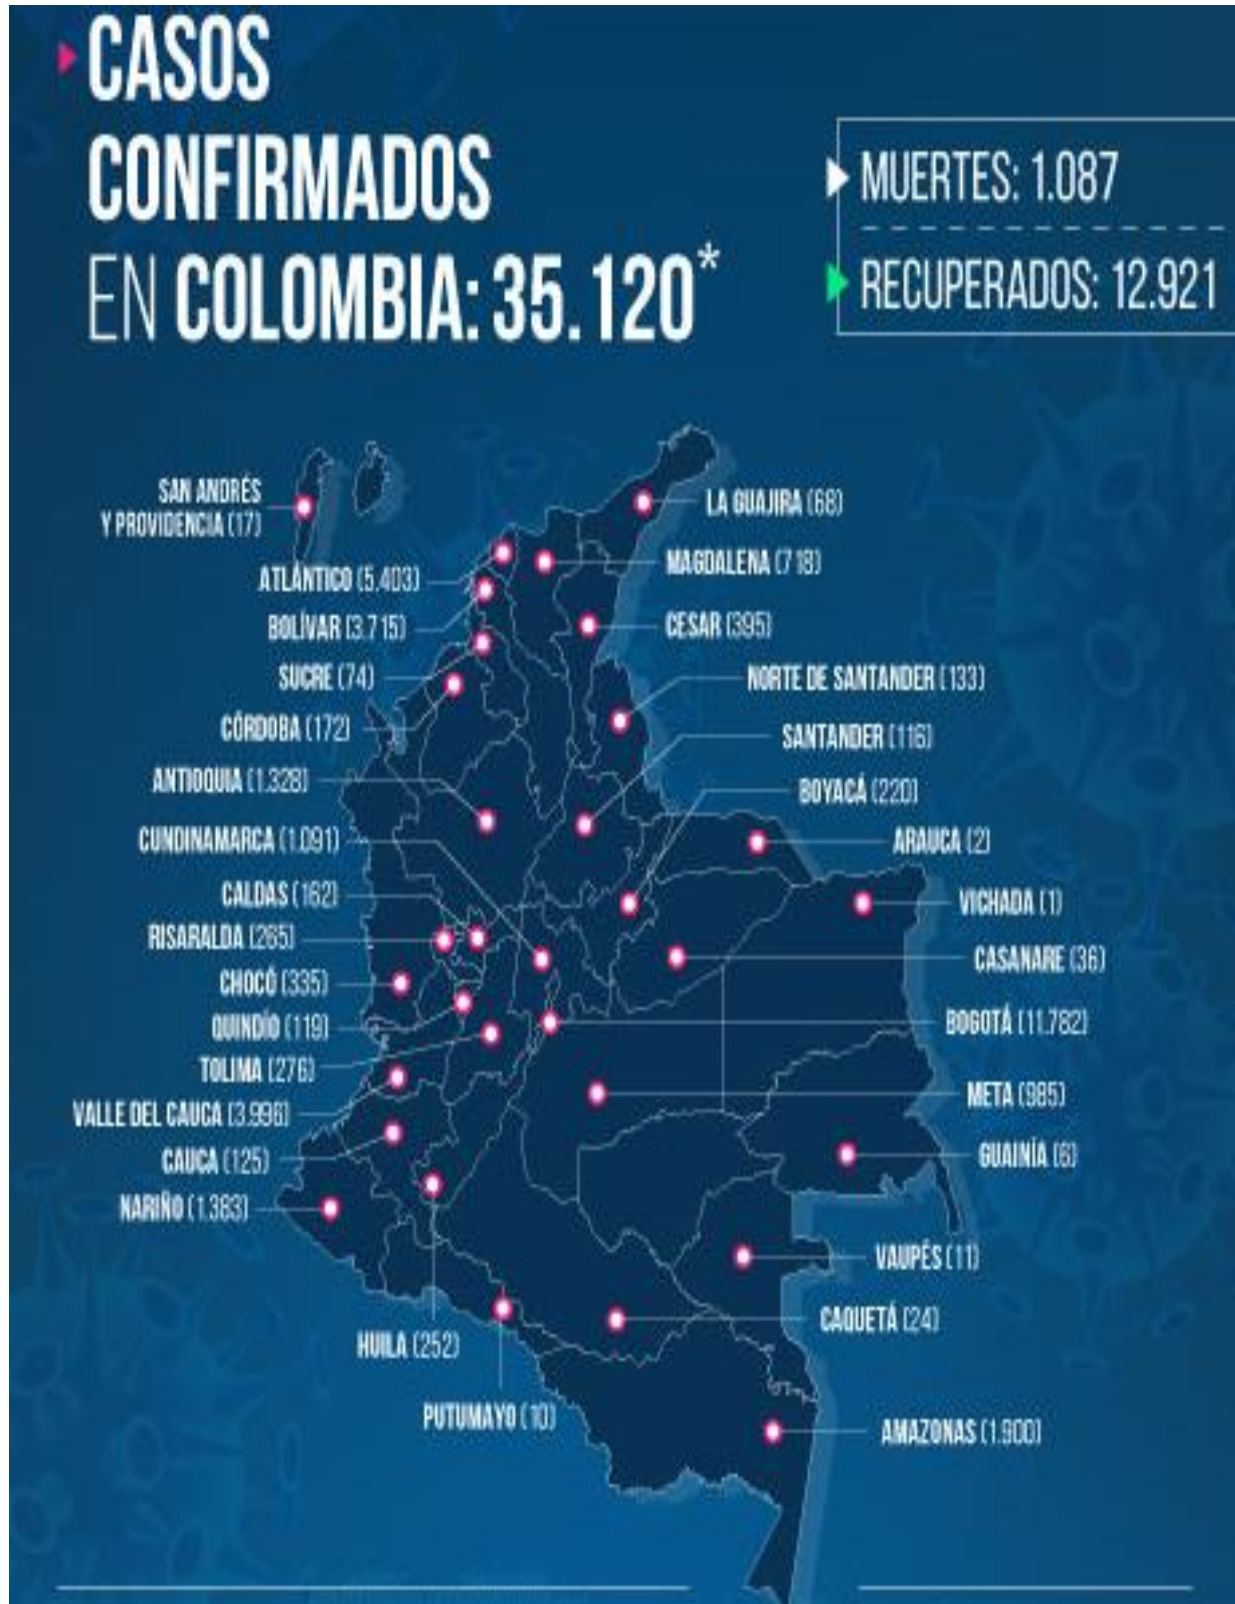 CASOS
CONFIRMADOS
EN COLOMBIA: 35.120*
MUERTES: 1.087
RECUPERADOS: 12.921
SAN ANDRÉS
Y PROVIDENCIA (17)
ATLÁNTICO (5.403)
BOLÍVAR (3.715)
SUCRE (74)
CÓRDOBA (172)
ANTIOQUIA (1.328)
CUNDINAMARCA (1.091)
CALDAS (162)
RISARALDA (265)
CHOCÓ (335)
QUINDÍO (119)
TOLIMA (276)
VALLE DEL CAUCA (3.996)
CAUCA (125)
NARIÑO (1.383)
HUILA (252)
PUTUMAYO (10)
LA GUAJIRA (68)
MAGDALENA (718)
CESAR (395)
NORTE DE SANTANDER (133)
SANTANDER (116)
BOYACÁ (220)
ARAUCA (2)
VICHADA (1)
CASANARE (36)
BOGOTÁ (11.782)
META (985)
GUAINÍA (6)
VAUPÉS (11)
CAQUETÁ (24)
AMAZONAS (1.900)